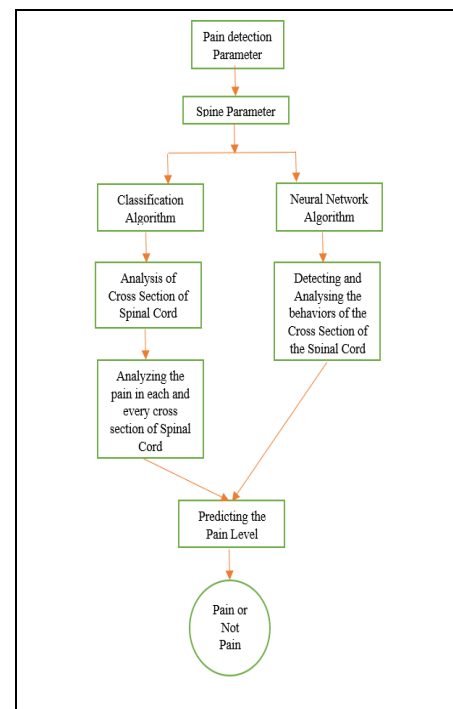 Pain detection
Parameter
Spine Parameter
Classification
Algorithm
Neural Network
Algorithm
Analysis of
Cross Section of
Spinal Cord
Detecting and
Analysing the
behaviors of the
Cross Section of
the Spinal Cord
Analyzing the
pain in each and
every cross
section of Spinal
Cord
Predicting the
Pain Level
Pain or
Not
Pain